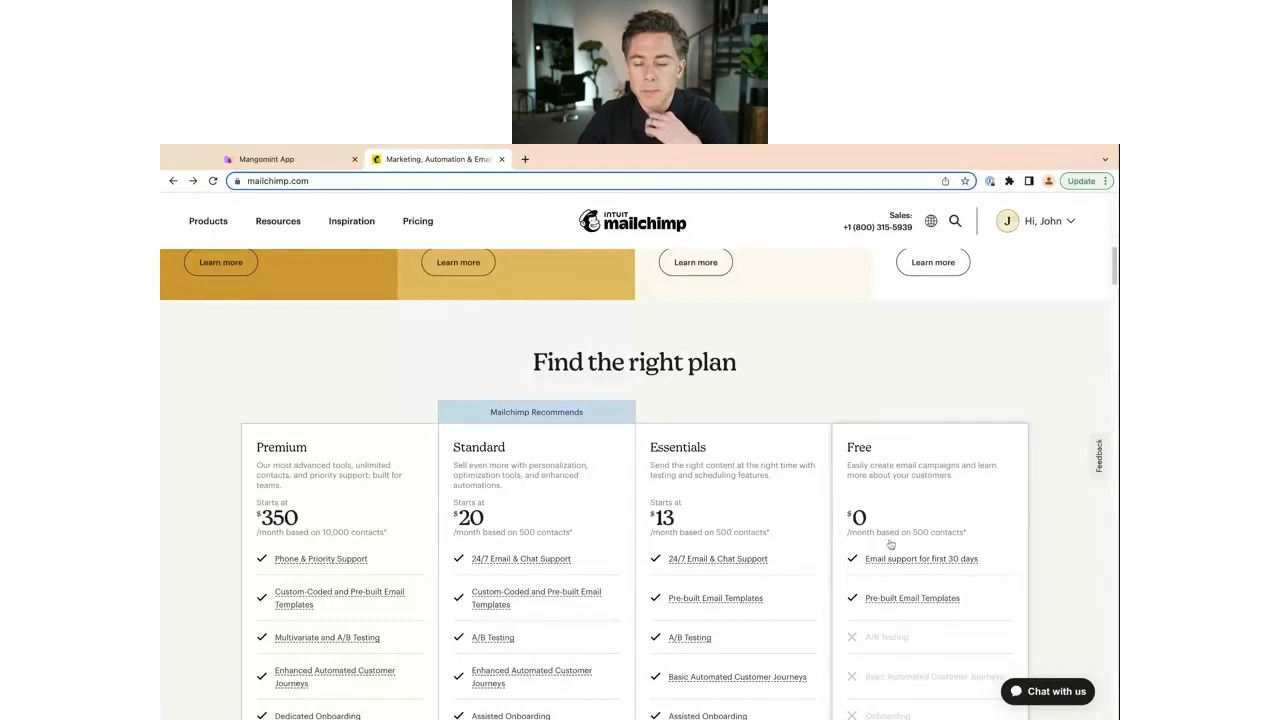 Mangomint App
Marketing, Automation & Emai
mailchimp.com
Update
Products
Resources
Inspiration
Pricing
INTUIT
mailchimp
Sales:
+1 (800) 315-5939
J
Hi, John
Learn more
Learn more
Learn more
Learn more
Find the right plan
Mailchimp Recommends
Premium
Our most advanced tools, unlimited
contacts, and priority support; built for
teams.
Starts at
$350
/month based on 10,000 contacts*
Phone & Priority Support
Custom-Coded and Pre-built Email
Templates
Multivariate and A/B Testing
Enhanced Automated Customer
Journeys
Dedicated Onboarding
Standard
Sell even more with personalization,
optimization tools, and enhanced
automations.
Starts at
$20
/month based on 500 contacts*
24/7 Email & Chat Support
Custom-Coded and Pre-built Email
Templates
A/B Testing
Enhanced Automated Customer
Journeys
Assisted Onboarding
Essentials
Send the right content at the right time with
testing and scheduling features.
Starts at
$13
/month based on 500 contacts*
24/7 Email & Chat Support
Pre-built Email Templates
A/B Testing
Basic Automated Customer Journeys
Assisted Onboarding
Free
Easily create email campaigns and learn
more about your customers.
$0
/month based on 500 contacts*
Email support for first 30 days
Pre-built Email Templates
A/B Testing
Basic Automated Customer Journeys
Onboarding
Feedback
Chat with us